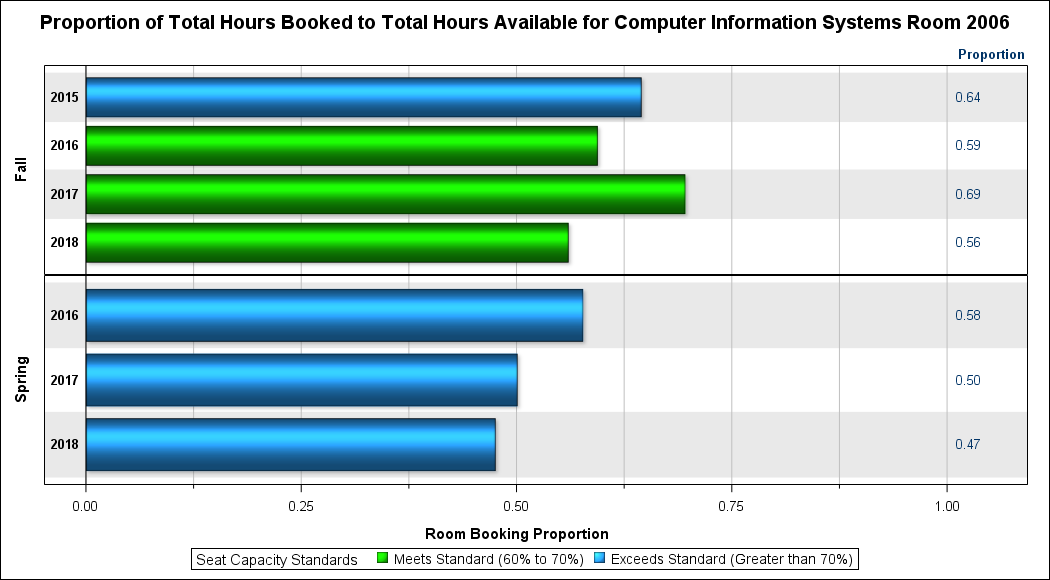 Proportion of Total Hours Booked to Total Hours Available for Computer Information Systems Room 2006
Proportion
Fall
2015 0.64
2016 0.59
2017 0.69
2018 0.56
Spring
2016 0.58
2017 0.50
2018 0.47
0.00 0.25 0.50 0.75 1.00
Room Booking Proportion
Seat Capacity Standards Meets Standard (60% to 70%) Exceeds Standard (Greater than 70%)